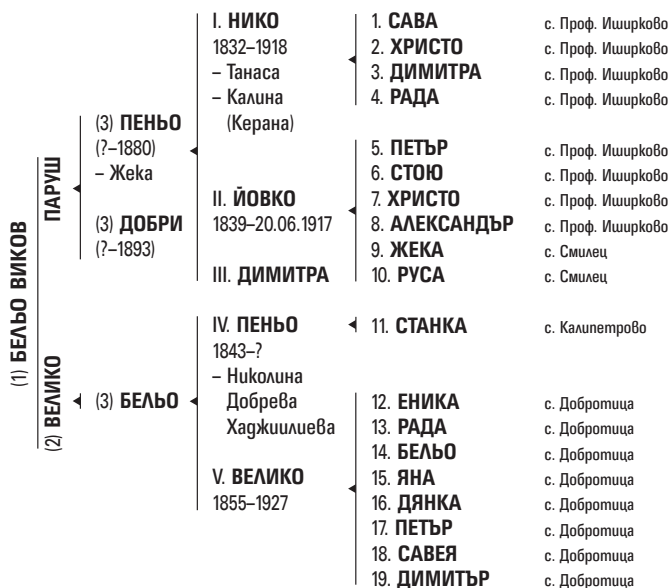 (1) БЕЛЬО ВИКОВ
ПАРУШ
(2) ВЕЛИКО
(3) ПЕНЬО
(?–1880)
– Жека
(3) ДОБРИ
(?–1893)
(3) БЕЛЬО
I. НИКО
1832–1918
– Танаса
– Калина
(Керана)
II. ЙОВКО
1839–20.06.1917
III. ДИМИТРА
IV. ПЕНЬО
1843–?
– Николина
Добрева
Хаджиилиева
V. ВЕЛИКО
1855–1927
1. САВА с. Проф. Иширково
2. ХРИСТО с. Проф. Иширково
3. ДИМИТРА с. Проф. Иширково
4. РАДА с. Проф. Иширково
5. ПЕТЪР с. Проф. Иширково
6. СТОЮ с. Проф. Иширково
7. ХРИСТО с. Проф. Иширково
8. АЛЕКСАНДЪР с. Проф. Иширково
9. ЖЕКА с. Смилец
10. РУСА с. Смилец
11. СТАНКА с. Калипетрово
12. ЕНИКА с. Добротица
13. РАДА с. Добротица
14. БЕЛЬО с. Добротица
15. ЯНА с. Добротица
16. ДЯНКА с. Добротица
17. ПЕТЪР с. Добротица
18. САВЕЯ с. Добротица
19. ДИМИТЪР с. Добротица